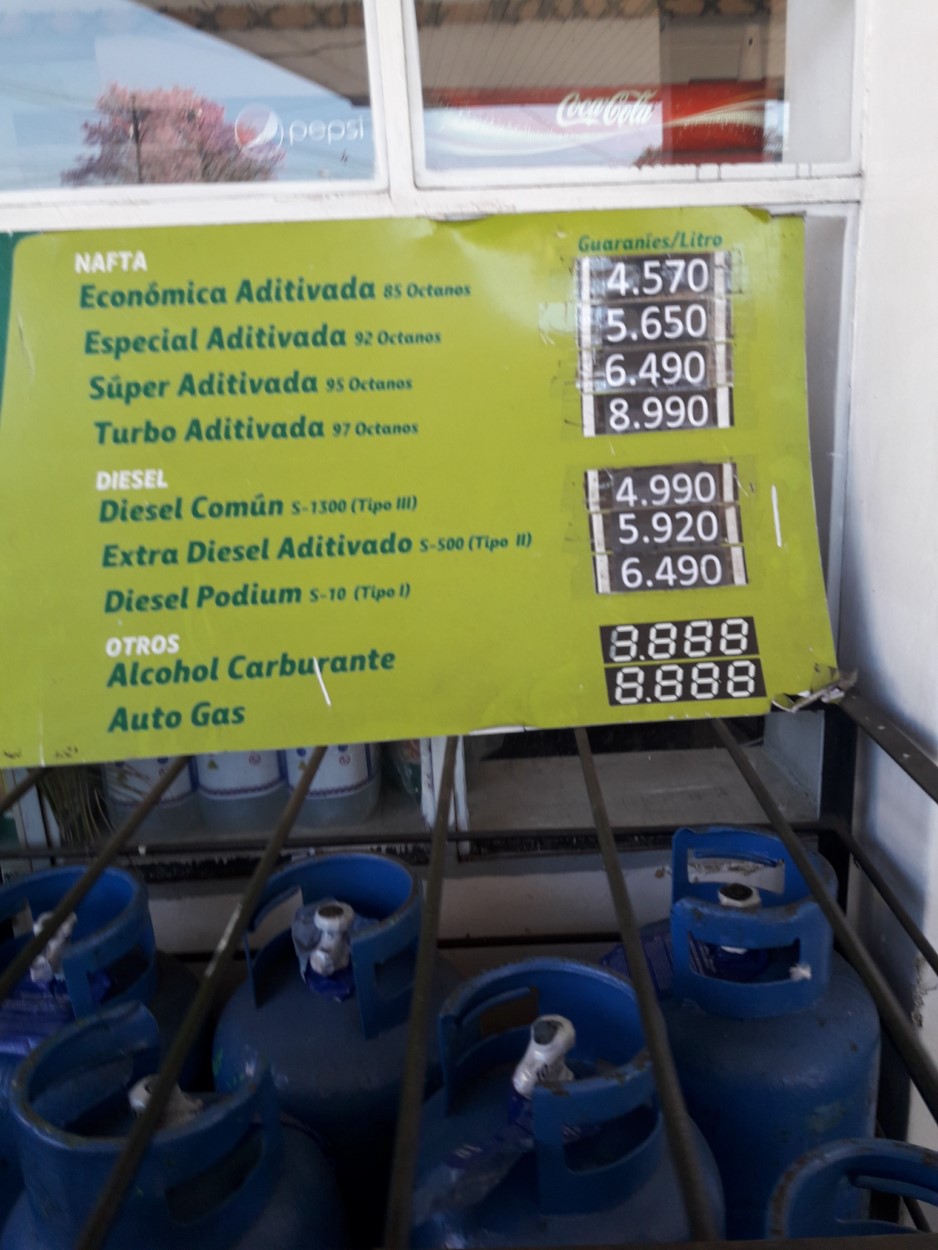 pepsi
Coca-Cola
Guaraníes/Litro
NAFTA
Económica Aditivada 85 Octanos 4.570
Especial Aditivada 92 Octanos 5.650
Súper Aditivada 95 Octanos 6.490
Turbo Aditivada 97 Octanos 8.990
DIESEL
Diesel Común S-1300 (Tipo III) 4.990
Extra Diesel Aditivado S-500 (Tipo II) 5.920
Diesel Podium S-10 (Tipo I) 6.490
OTROS
Alcohol Carburante 8.888
Auto Gas 8.888